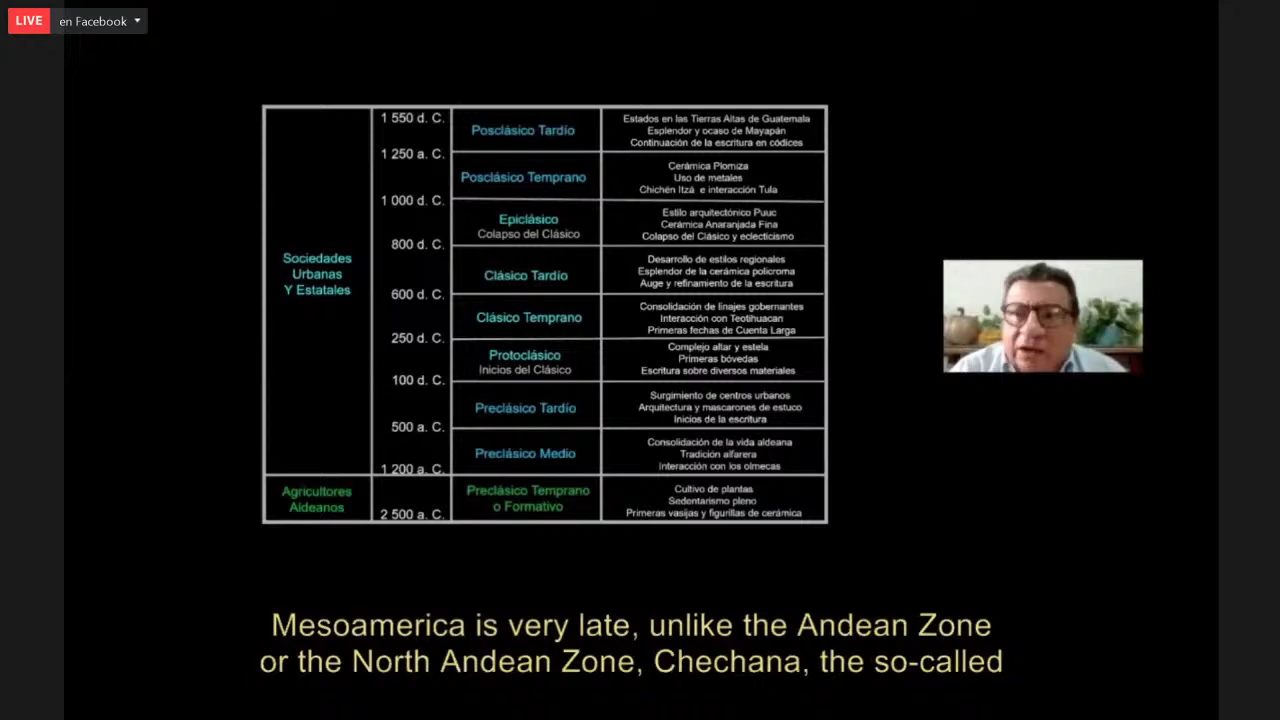 LIVE en Facebook
1 550 d. C.
Posclásico Tardío
Estados en las Tierras Altas de Guatemala
Esplendor y ocaso de Mayapán
Continuación de la escritura en códices
1 250 a. C.
Posclásico Temprano
Cerámica Plomiza
Uso de metales
Chichén Itzá e interacción Tula
1 000 d. C.
Epiclásico
Colapso del Clásico
Estilo arquitectónico Puuc
Cerámica Anaranjada Fina
Colapso del Clásico y eclecticismo
800 d. C.
Sociedades
Urbanas
Y Estatales
Clásico Tardío
Desarrollo de estilos regionales
Esplendor de la cerámica policroma
Auge y refinamiento de la escritura
600 d. C.
Clásico Temprano
Consolidación de linajes gobernantes
Interacción con Teotihuacan
Primeras fechas de Cuenta Larga
250 d. C.
Protoclásico
Inicios del Clásico
Complejo altar y estela
Primeras bóvedas
Escritura sobre diversos materiales
100 d. C.
Preclásico Tardío
Surgimiento de centros urbanos
Arquitectura y mascarones de estuco
Inicios de la escritura
500 a. C.
Preclásico Medio
Consolidación de la vida aldeana
Tradición alfarera
Interacción con los olmecas
1 200 a. C.
Agricultores
Aldeanos
Preclásico Temprano
o Formativo
Cultivo de plantas
Sedentarismo pleno
Primeras vasijas y figurillas de cerámica
2 500 a. C.
Mesoamerica is very late, unlike the Andean Zone
or the North Andean Zone, Chechana, the so-called